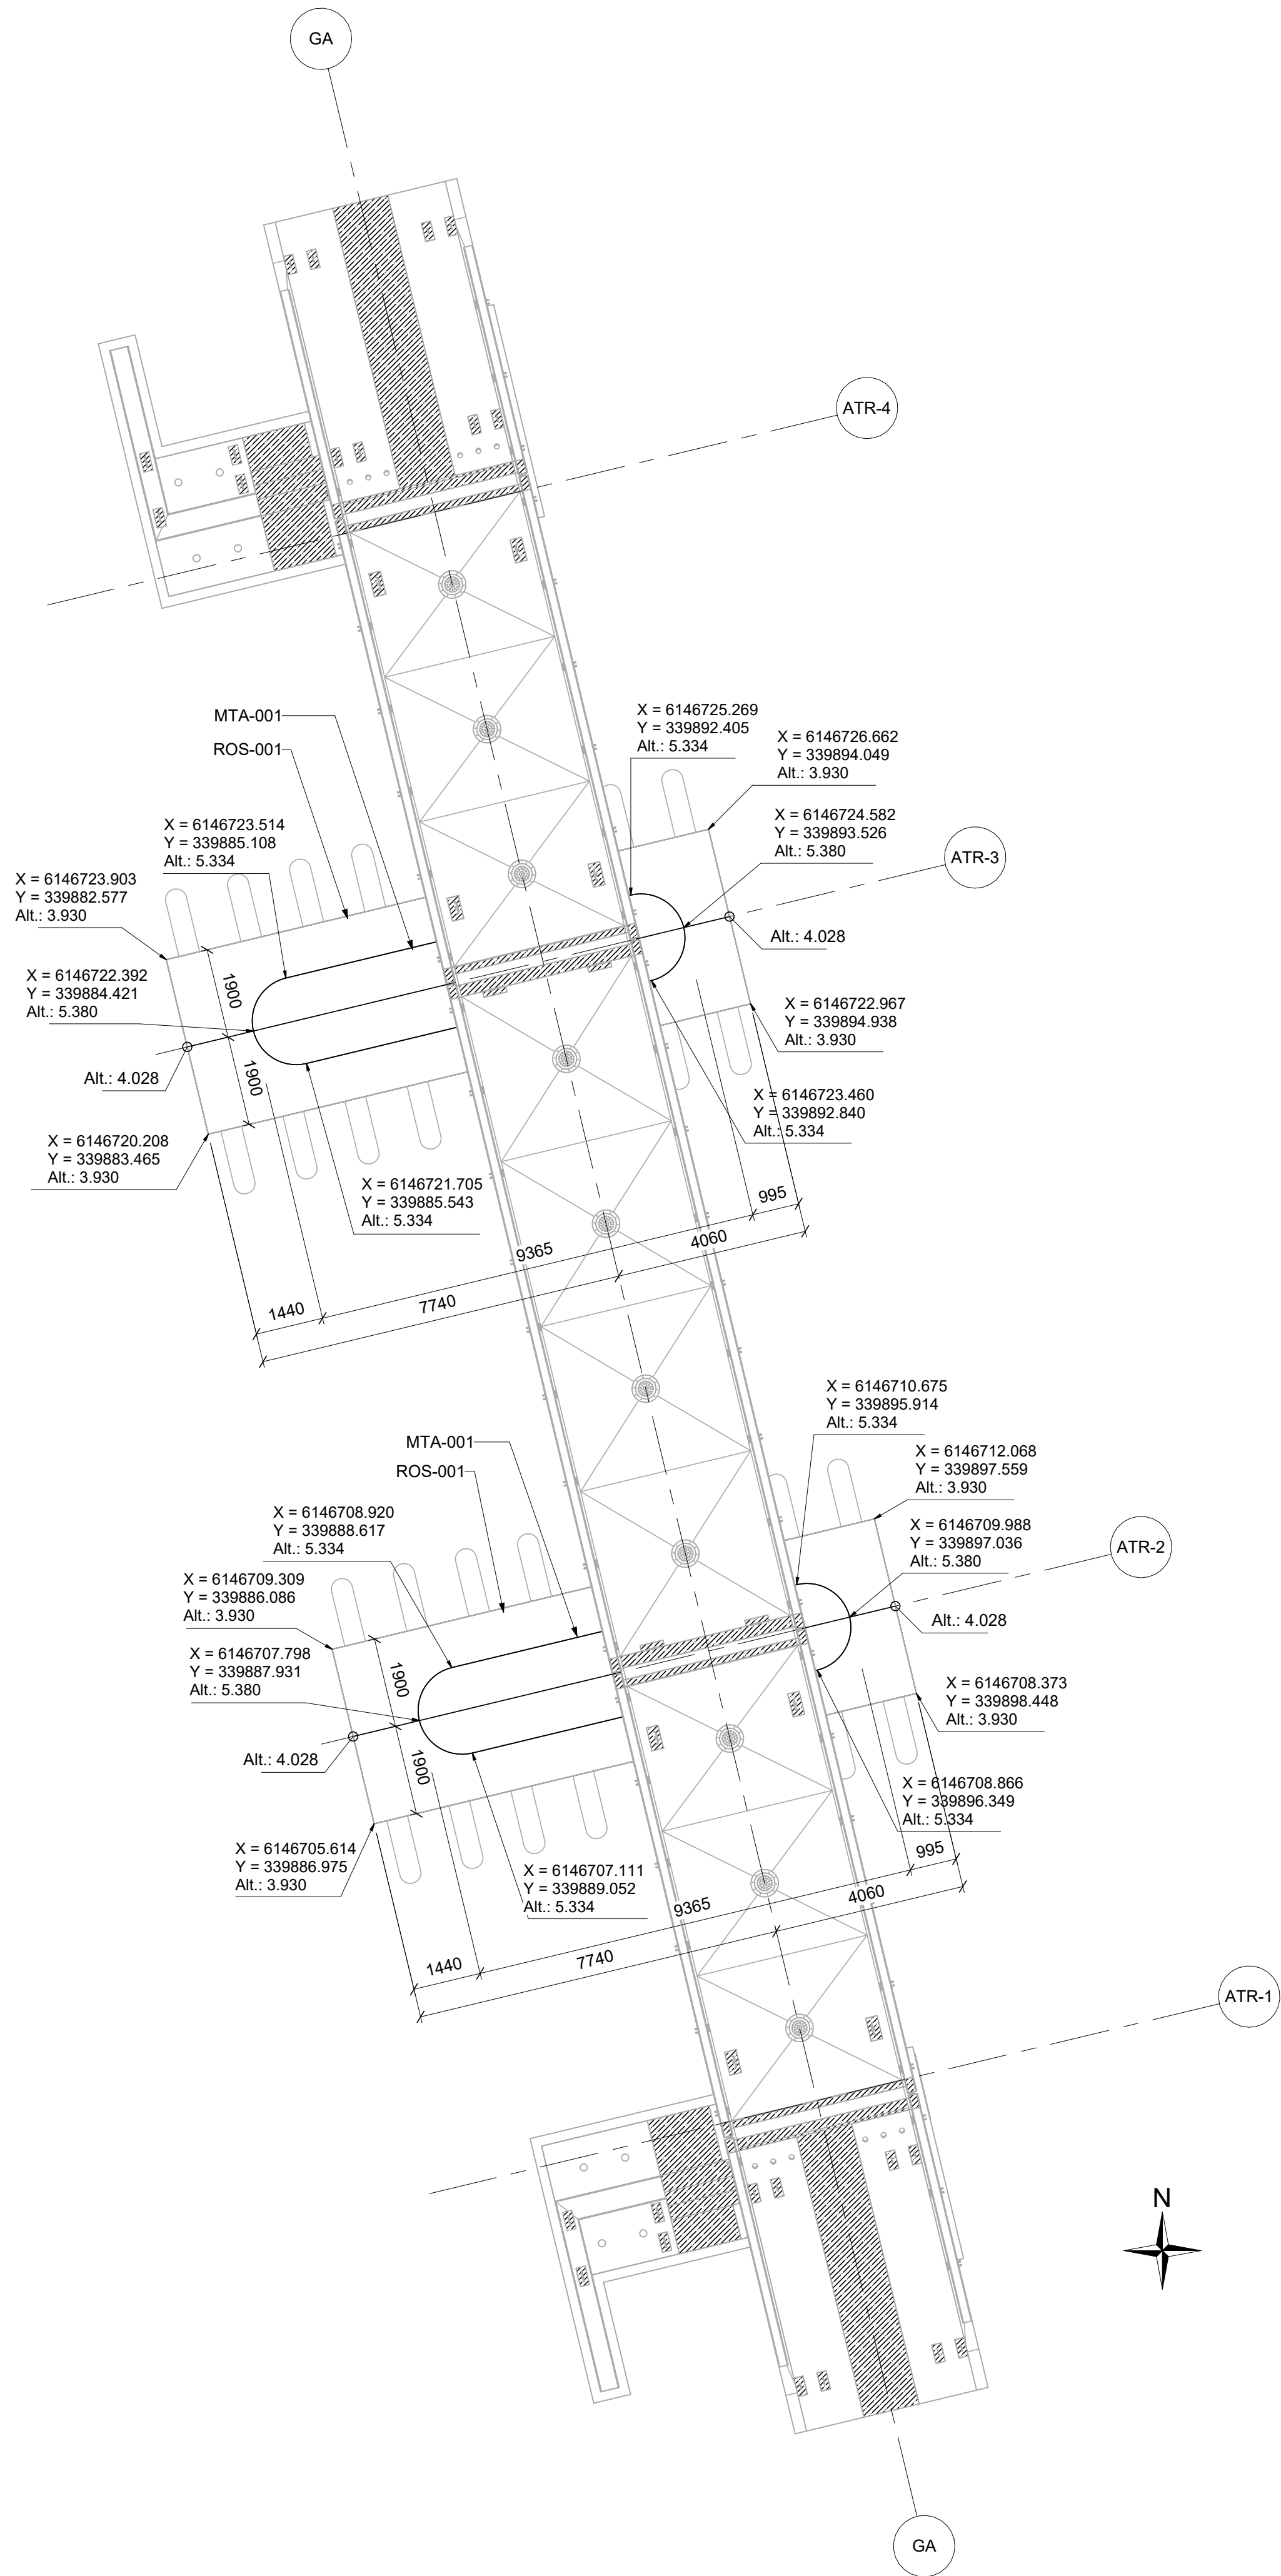 GA
ATR-4
MTA-001
ROS-001
X = 6146725.269
Y = 339892.405
Alt.: 5.334
X = 6146726.662
Y = 339894.049
Alt.: 3.930
X = 6146724.582
Y = 339893.526
Alt.: 5.380
ATR-3
X = 6146723.514
Y = 339885.108
Alt.: 5.334
X = 6146723.903
Y = 339882.577
Alt.: 3.930
X = 6146722.392
Y = 339884.421
Alt.: 5.380
1900
1900
Alt.: 4.028
Alt.: 4.028
X = 6146722.967
Y = 339894.938
Alt.: 3.930
X = 6146723.460
Y = 339892.840
Alt.: 5.334
X = 6146720.208
Y = 339883.465
Alt.: 3.930
X = 6146721.705
Y = 339885.543
Alt.: 5.334
995
9365
4060
1440
7740
X = 6146710.675
Y = 339895.914
Alt.: 5.334
MTA-001
ROS-001
X = 6146712.068
Y = 339897.559
Alt.: 3.930
X = 6146709.988
Y = 339897.036
Alt.: 5.380
ATR-2
X = 6146708.920
Y = 339888.617
Alt.: 5.334
X = 6146709.309
Y = 339886.086
Alt.: 3.930
X = 6146707.798
Y = 339887.931
Alt.: 5.380
1900
1900
Alt.: 4.028
Alt.: 4.028
X = 6146708.373
Y = 339898.448
Alt.: 3.930
X = 6146708.866
Y = 339896.349
Alt.: 5.334
X = 6146705.614
Y = 339886.975
Alt.: 3.930
X = 6146707.111
Y = 339889.052
Alt.: 5.334
995
9365
4060
1440
7740
ATR-1
N
GA